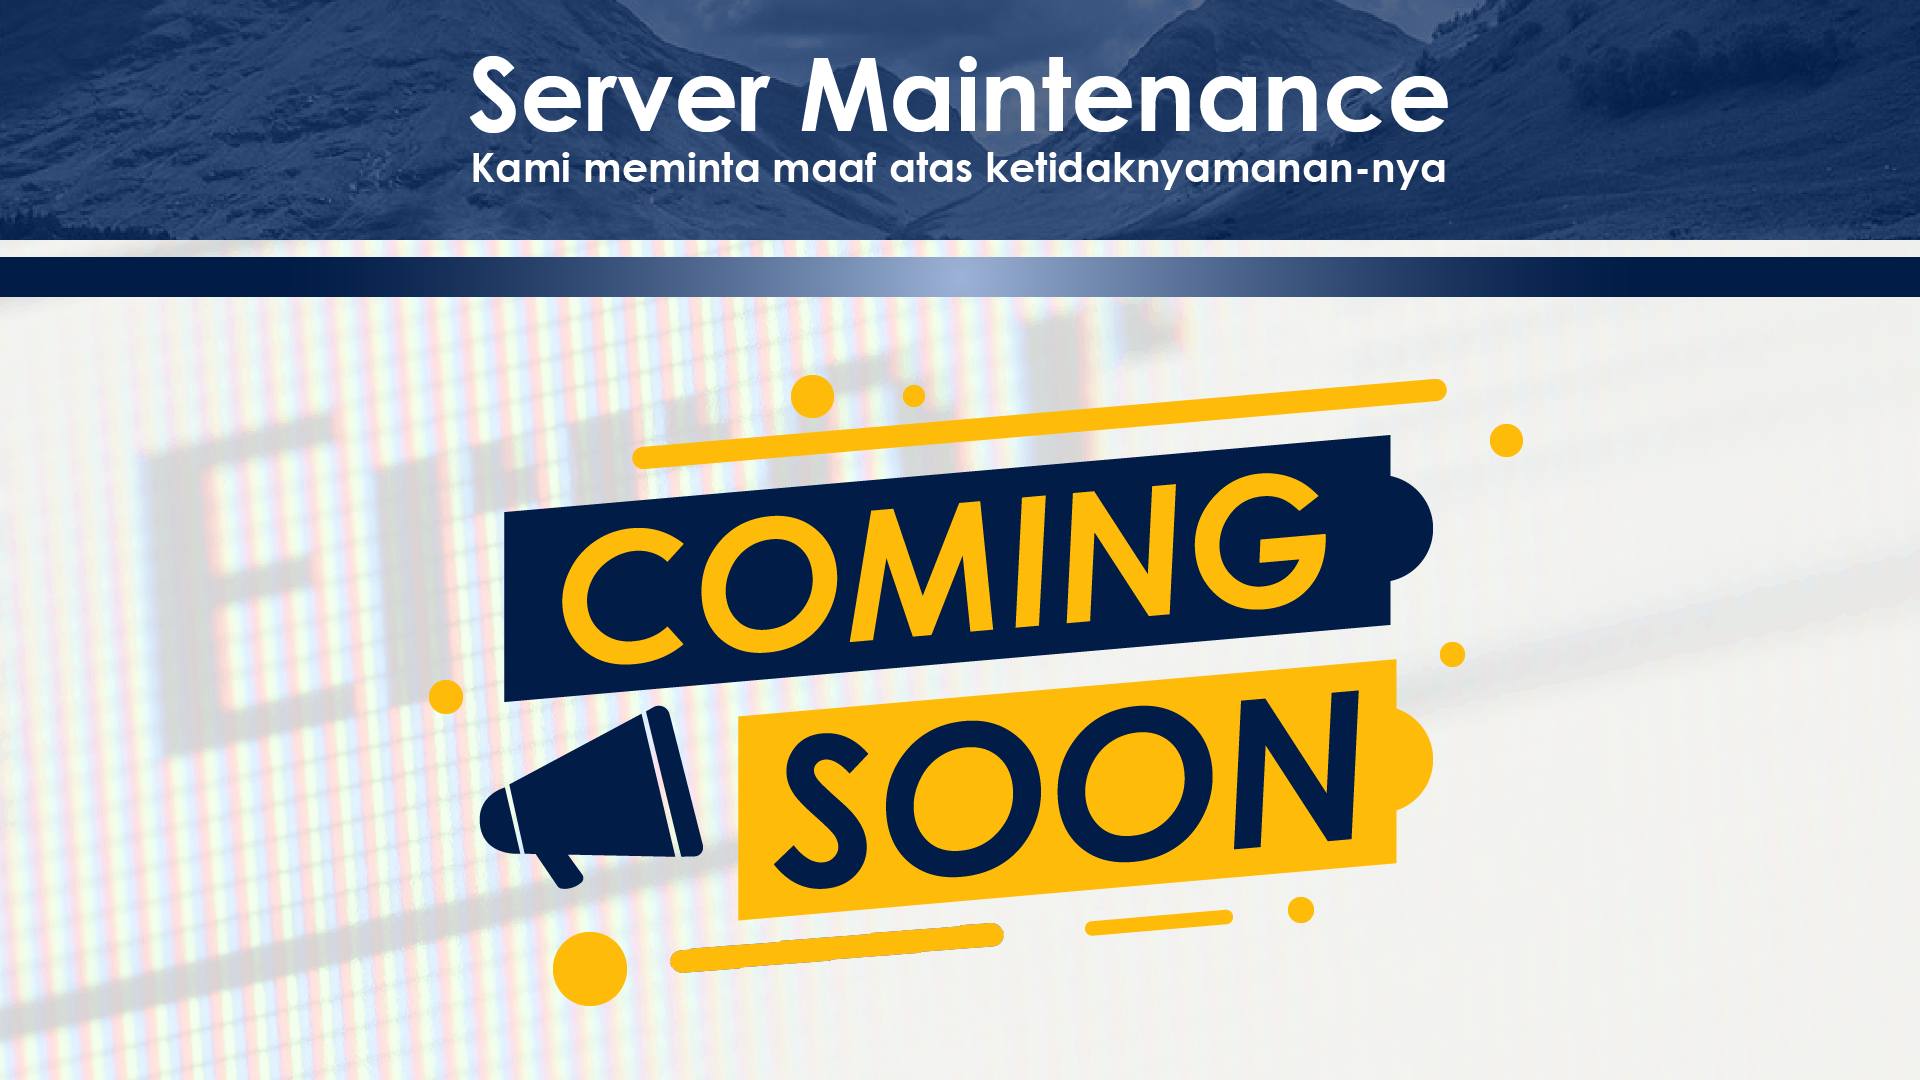 Server Maintenance
Kami meminta maaf atas ketidaknyamanan-nya
COMING
SOON